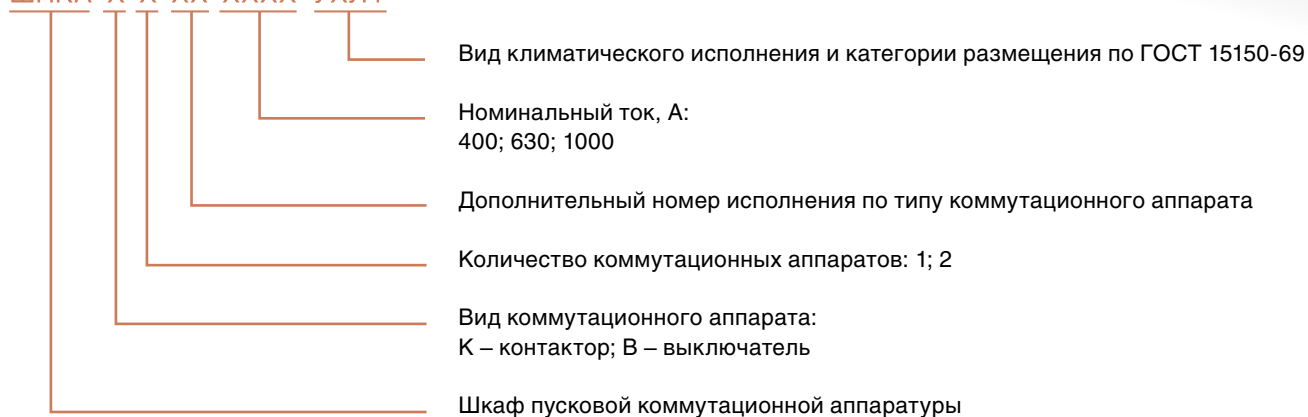 Вид климатического исполнения и категории размещения по ГОСТ 15150-69
Номинальный ток, А:
400; 630; 1000
Дополнительный номер исполнения по типу коммутационного аппарата
Количество коммутационных аппаратов: 1; 2
Вид коммутационного аппарата:
К – контактор; В – выключатель
Шкаф пусковой коммутационной аппаратуры